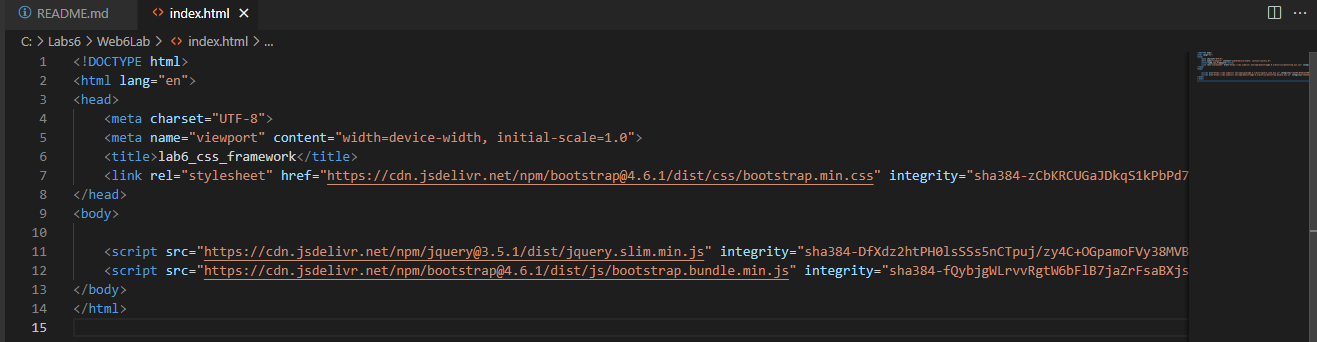 README.md index.html
C: > Labs6 > Web6Lab > index.html > ...
1 <!DOCTYPE html>
2 <html lang="en">
3 <head>
4 <meta charset="UTF-8">
5 <meta name="viewport" content="width=device-width, initial-scale=1.0">
6 <title>lab6_css_framework</title>
7 <link rel="stylesheet" href="https://cdn.jsdelivr.net/npm/bootstrap@4.6.1/dist/css/bootstrap.min.css" integrity="sha384-zCbKRCUGaJDkqS1kPbPd7
8 </head>
9 <body>
10
11 <script src="https://cdn.jsdelivr.net/npm/jquery@3.5.1/dist/jquery.slim.min.js" integrity="sha384-DfXdz2htPH0lsSSs5nCTpuj/zy4C+OGpamoFVy38MVB
12 <script src="https://cdn.jsdelivr.net/npm/bootstrap@4.6.1/dist/js/bootstrap.bundle.min.js" integrity="sha384-fQybjgWLrvvRgtW6bFlB7jaZrFsaBXjs
13 </body>
14 </html>
15